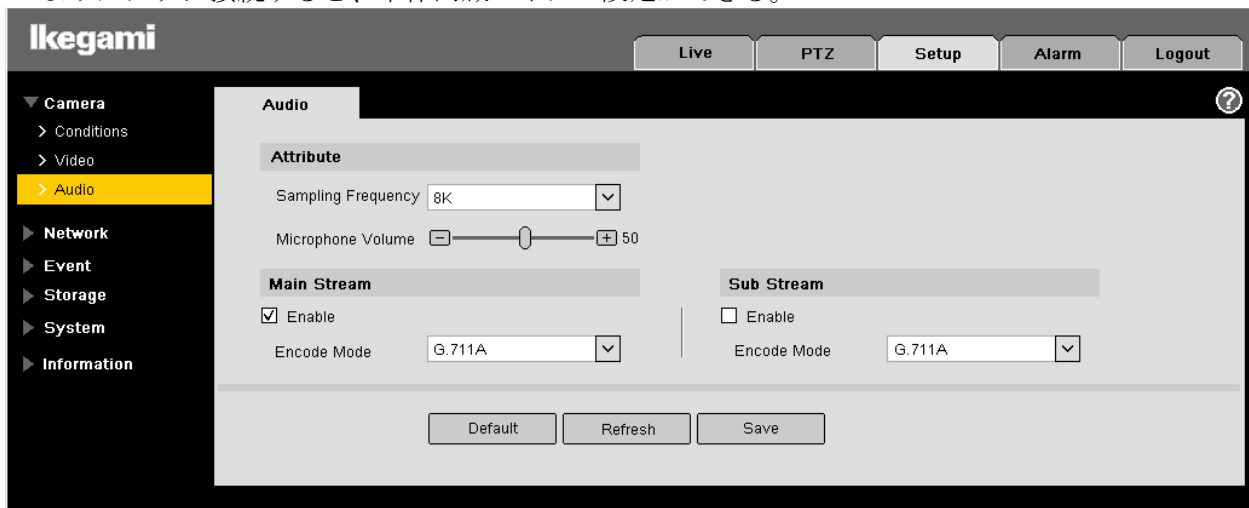 Ikegami
Live PTZ Setup Alarm Logout
Camera
Conditions
Video
Audio
Network
Event
Storage
System
Information
Audio
?
Attribute
Sampling Frequency 8K
Microphone Volume 50
Main Stream
Enable
Encode Mode G.711A
Sub Stream
Enable
Encode Mode G.711A
Default Refresh Save